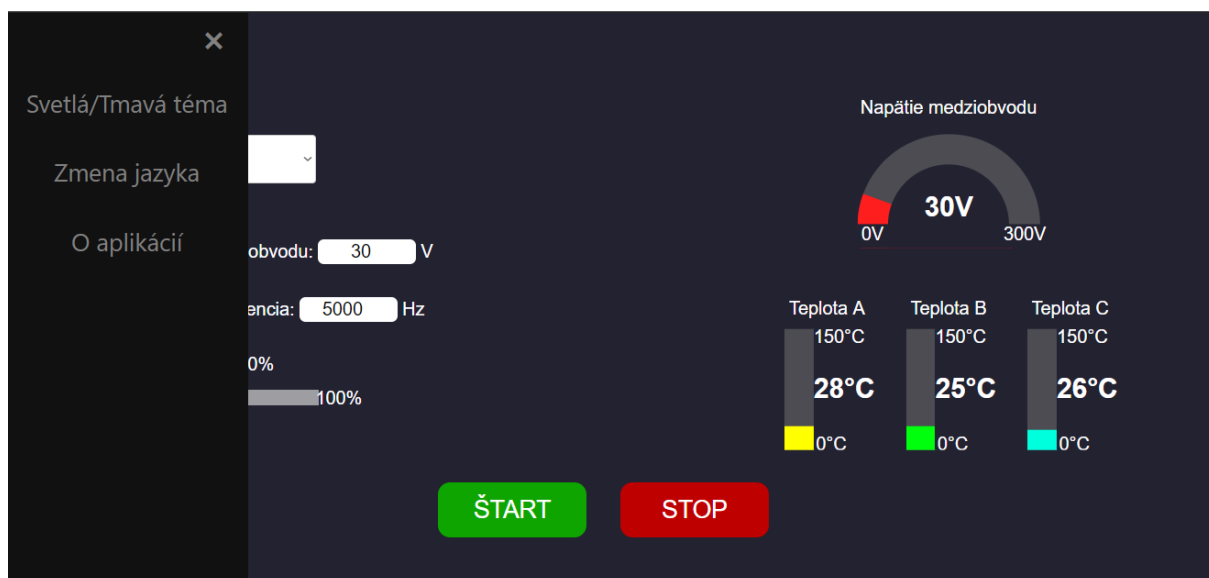 ×
Svetlá/Tmavá téma
Zmena jazyka
O aplikácií
obvodu: 30 V
encia: 5000 Hz
0%
100%
Napätie medziobvodu
30V
0V 300V
Teplota A Teplota B Teplota C
150°C 150°C 150°C
28°C 25°C 26°C
0°C 0°C 0°C
ŠTART STOP